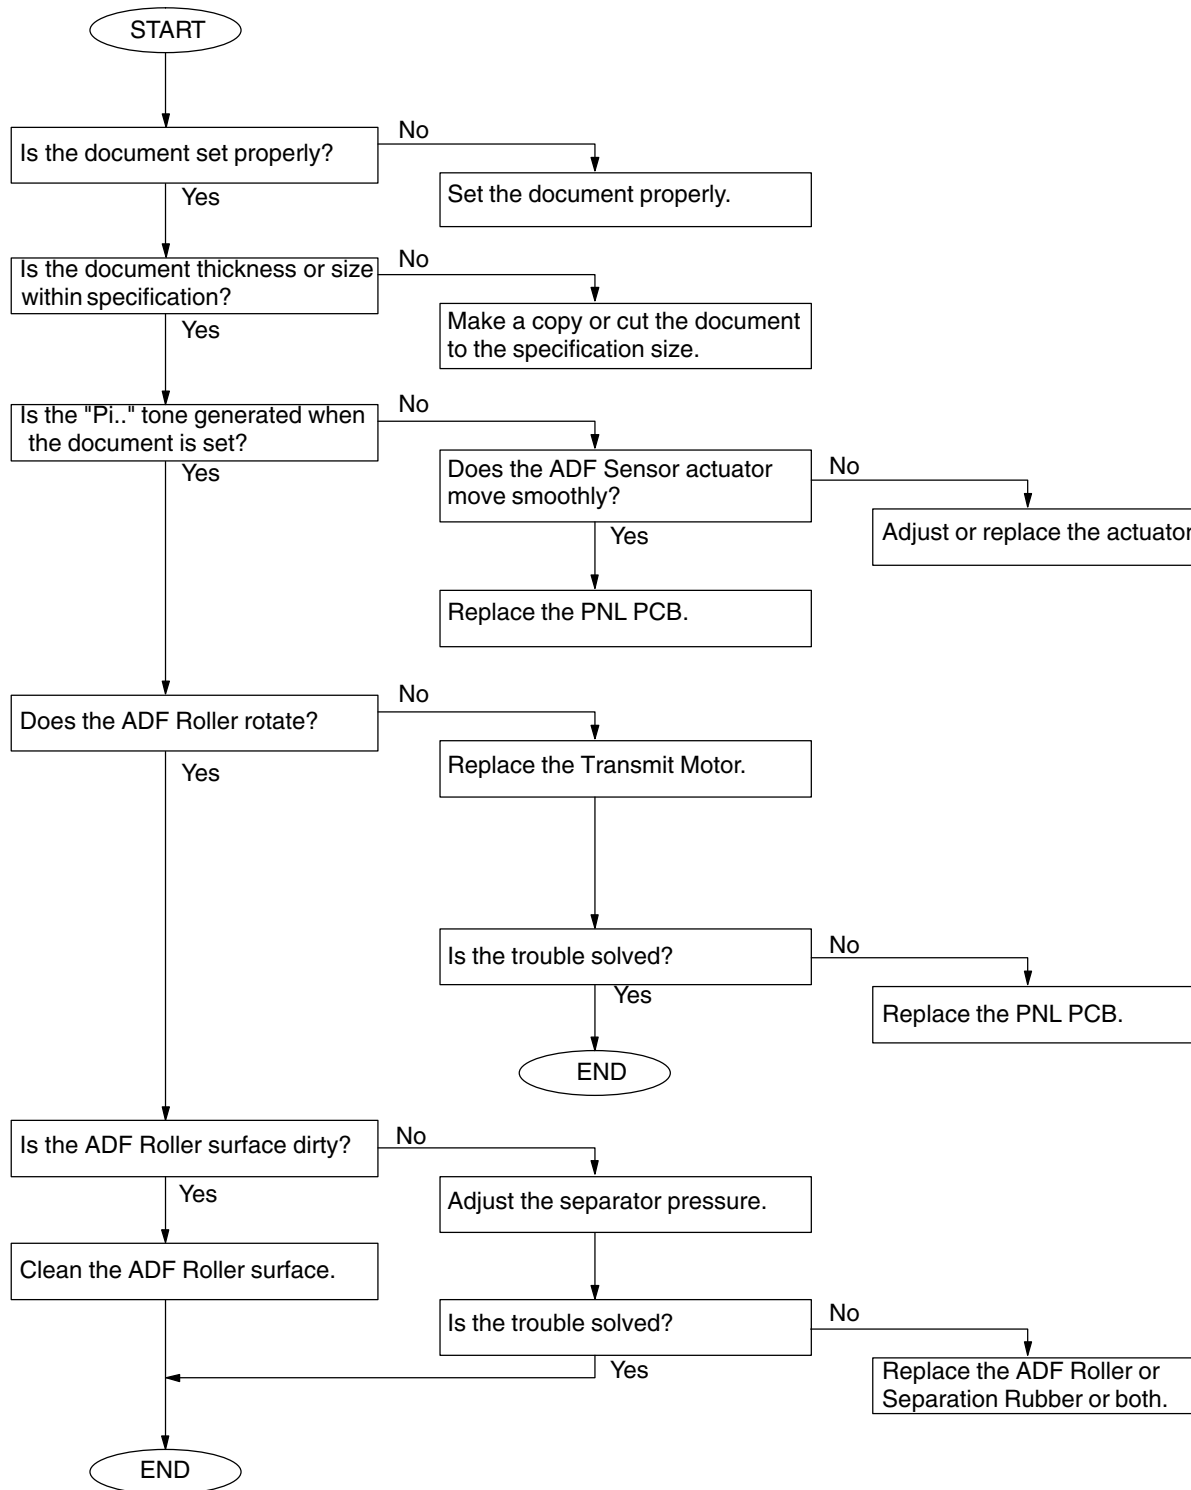 START
Is the document set properly?
No
Set the document properly.
Yes
Is the document thickness or size
within specification?
No
Make a copy or cut the document
to the specification size.
Yes
Is the "Pi.." tone generated when
the document is set?
No
Does the ADF Sensor actuator
move smoothly?
No
Adjust or replace the actuator
Yes
Yes
Replace the PNL PCB.
Does the ADF Roller rotate?
No
Replace the Transmit Motor.
Yes
Is the trouble solved?
No
Replace the PNL PCB.
Yes
END
Is the ADF Roller surface dirty?
No
Adjust the separator pressure.
Yes
Clean the ADF Roller surface.
Is the trouble solved?
No
Replace the ADF Roller or
Separation Rubber or both.
Yes
END